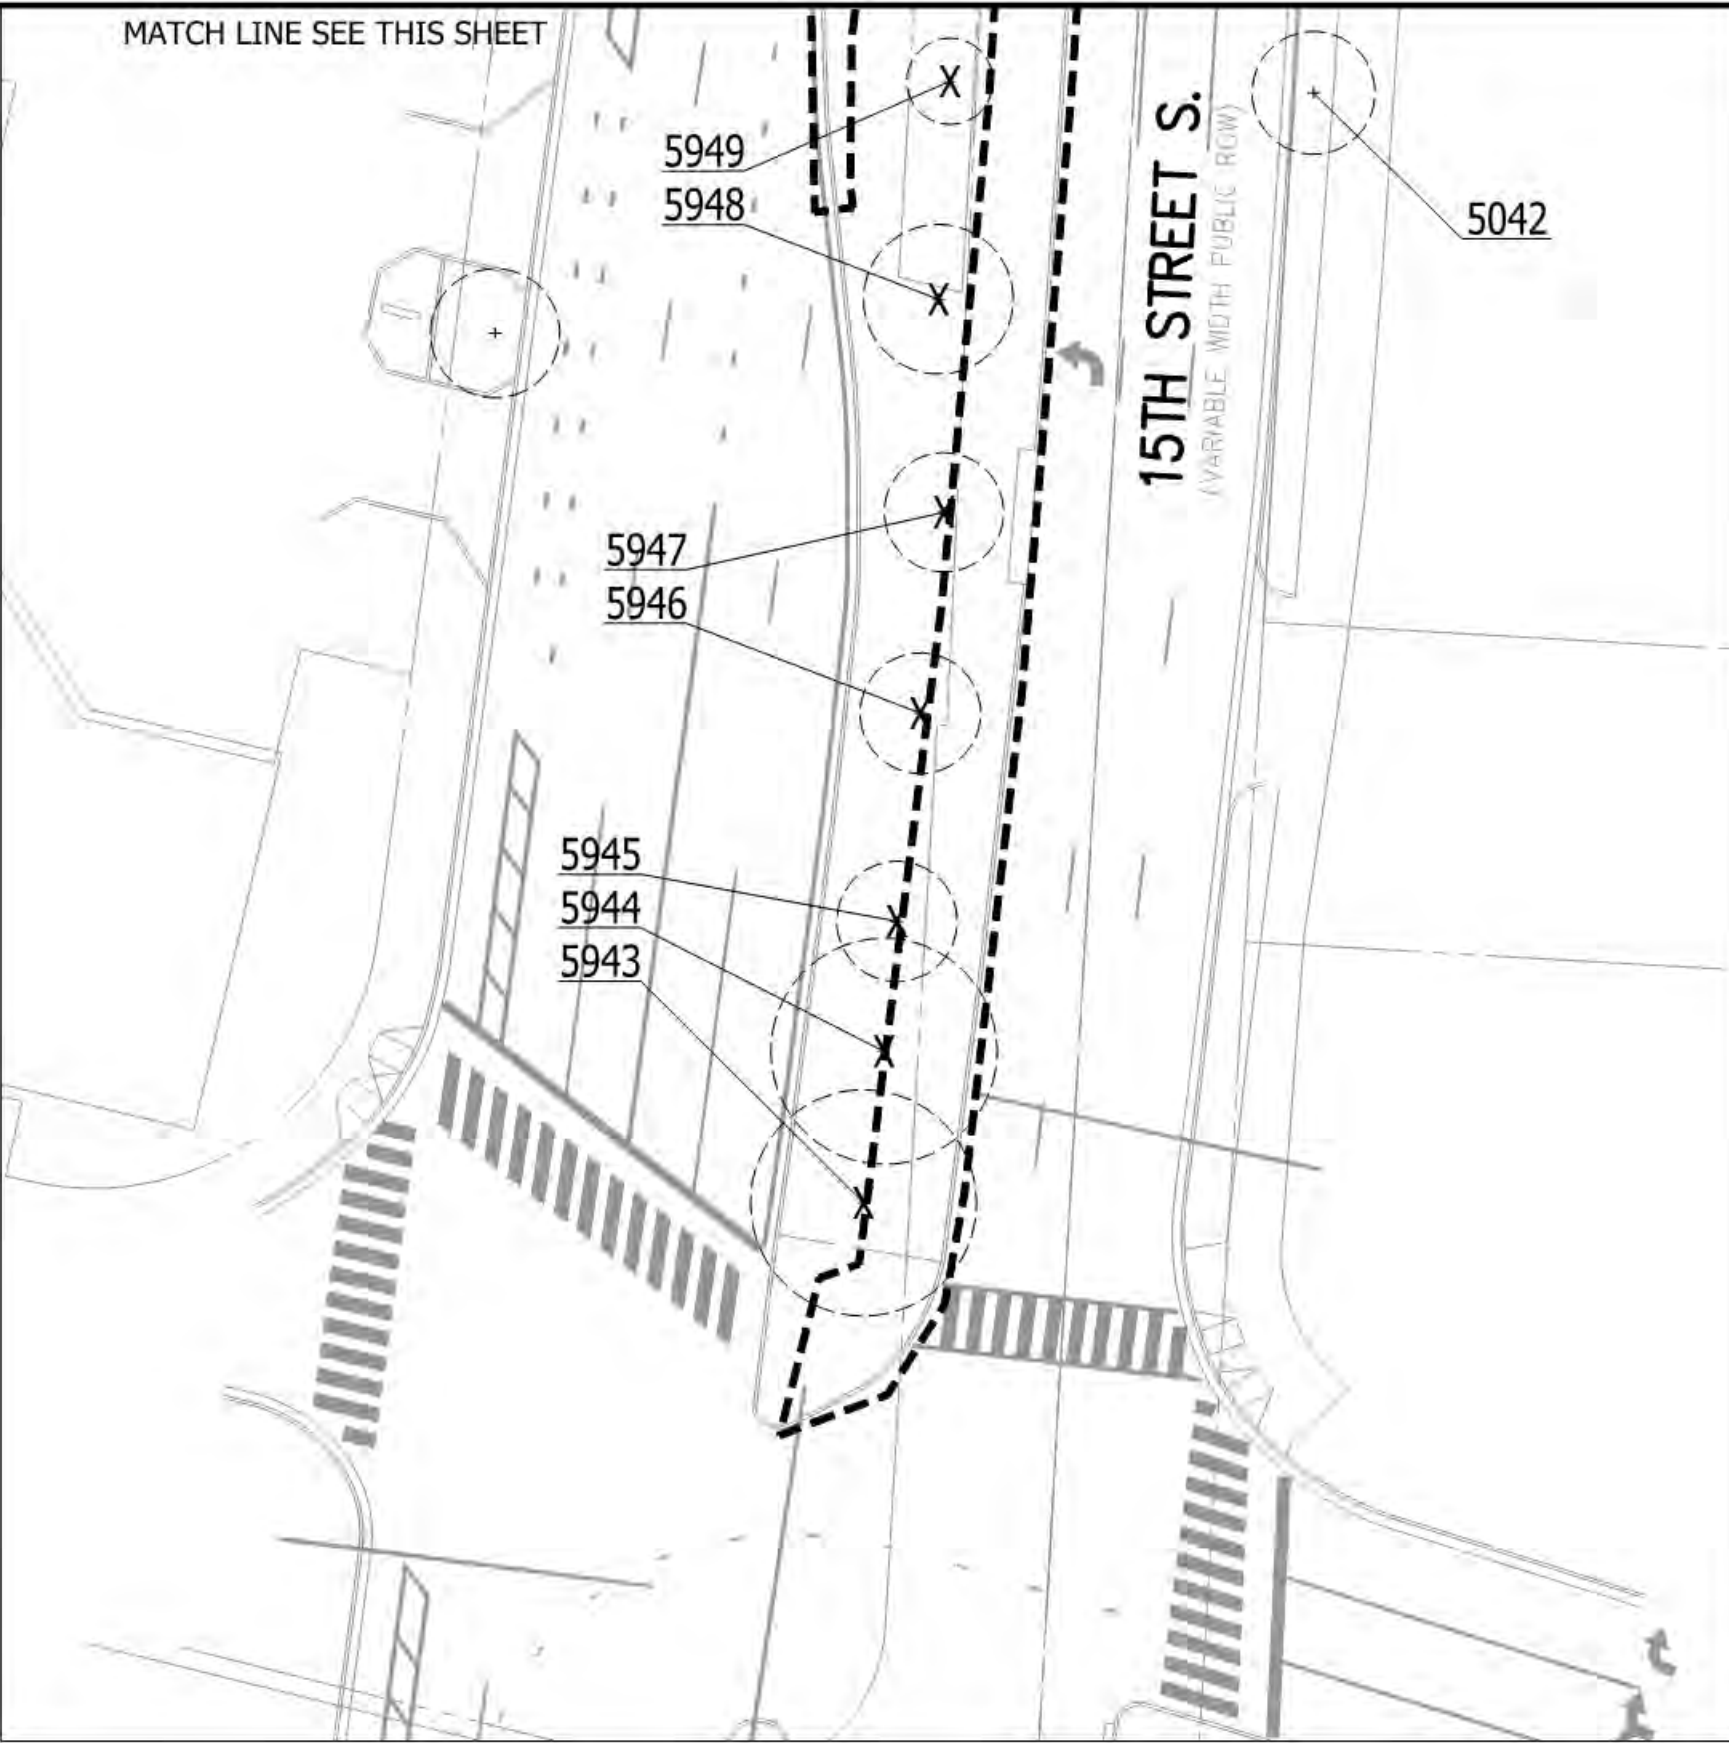 MATCH LINE SEE THIS SHEET
5949
5948
5042
15TH STREET S.
(VARIABLE WIDTH PUBLIC ROW)
5947
5946
5945
5944
5943